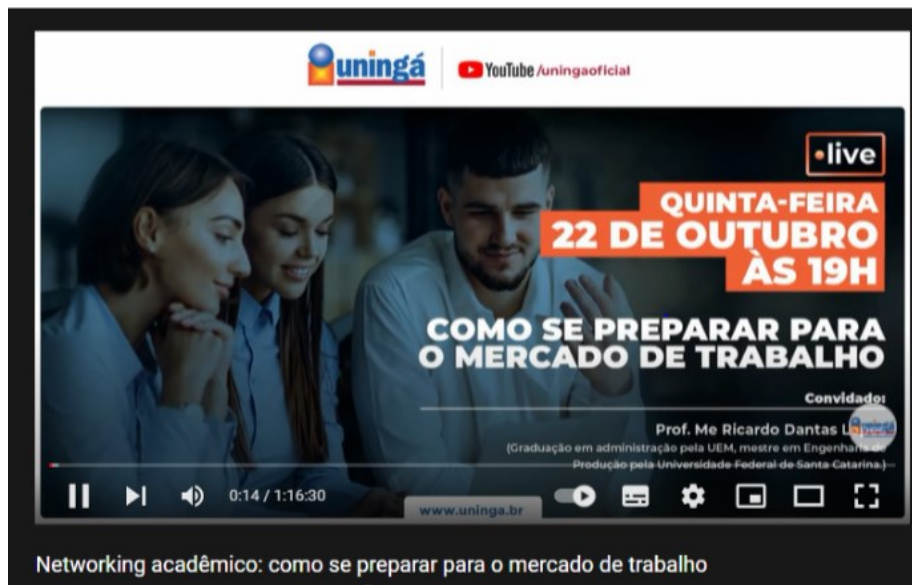 uningá
YouTube /uningaoficial
live
QUINTA-FEIRA
22 DE OUTUBRO
ÀS 19H
COMO SE PREPARAR PARA
O MERCADO DE TRABALHO
Convidado:
Prof. Me Ricardo Dantas
(Graduação em administração pela UEM, mestre em Engenharia de
Produção pela Universidade Federal de Santa Catarina.)
0:14 / 1:16:30
www.uninga.br
Networking acadêmico: como se preparar para o mercado de trabalho